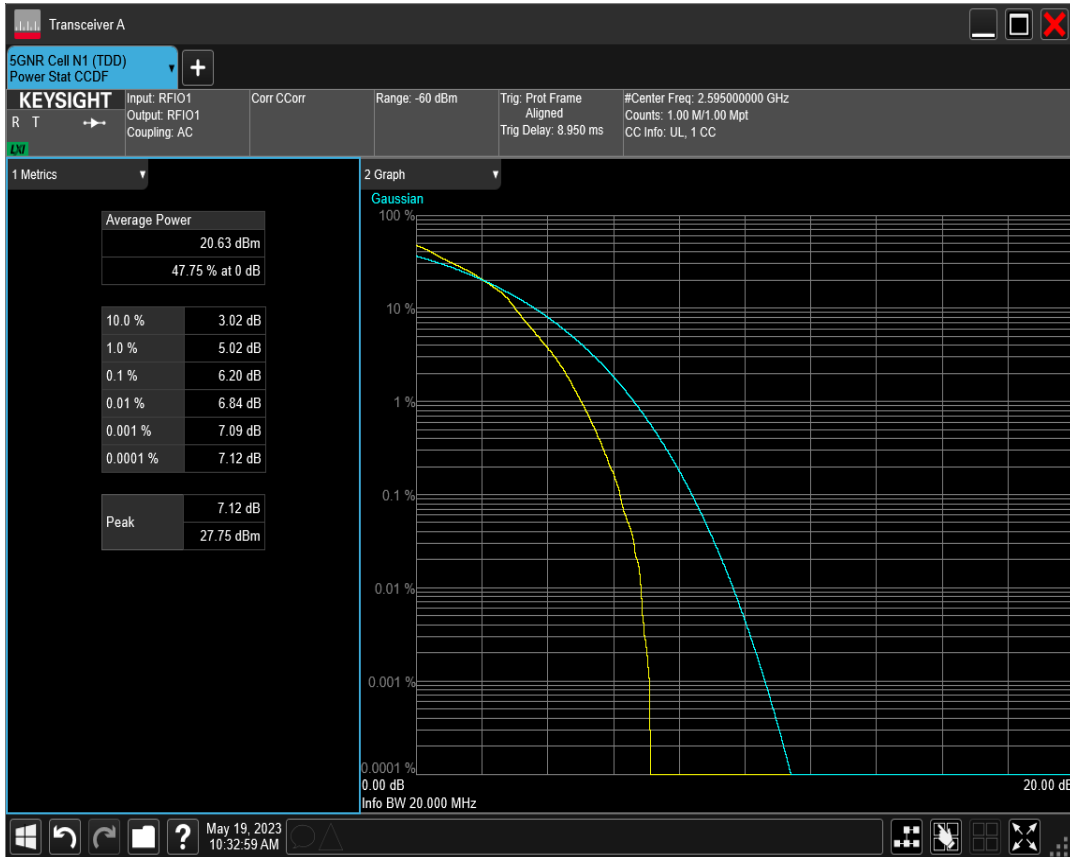 Transceiver A
5GNR Cell N1 (TDD)
Power Stat CCDF
+
KEYSIGHT
R T
LXI
Input: RFIO1
Output: RFIO1
Coupling: AC
Corr CCorr
Range: -60 dBm
Trig: Prot Frame
Aligned
Trig Delay: 8.950 ms
#Center Freq: 2.595000000 GHz
Counts: 1.00 M/1.00 Mpt
CC Info: UL, 1 CC
1 Metrics
Average Power
20.63 dBm
47.75 % at 0 dB
10.0 % 3.02 dB
1.0 % 5.02 dB
0.1 % 6.20 dB
0.01 % 6.84 dB
0.001 % 7.09 dB
0.0001 % 7.12 dB
Peak 7.12 dB
27.75 dBm
2 Graph
Gaussian
100 %
10 %
1 %
0.1 %
0.01 %
0.001 %
0.0001 %
0.00 dB 20.00 dB
Info BW 20.000 MHz
?
May 19, 2023
10:32:59 AM